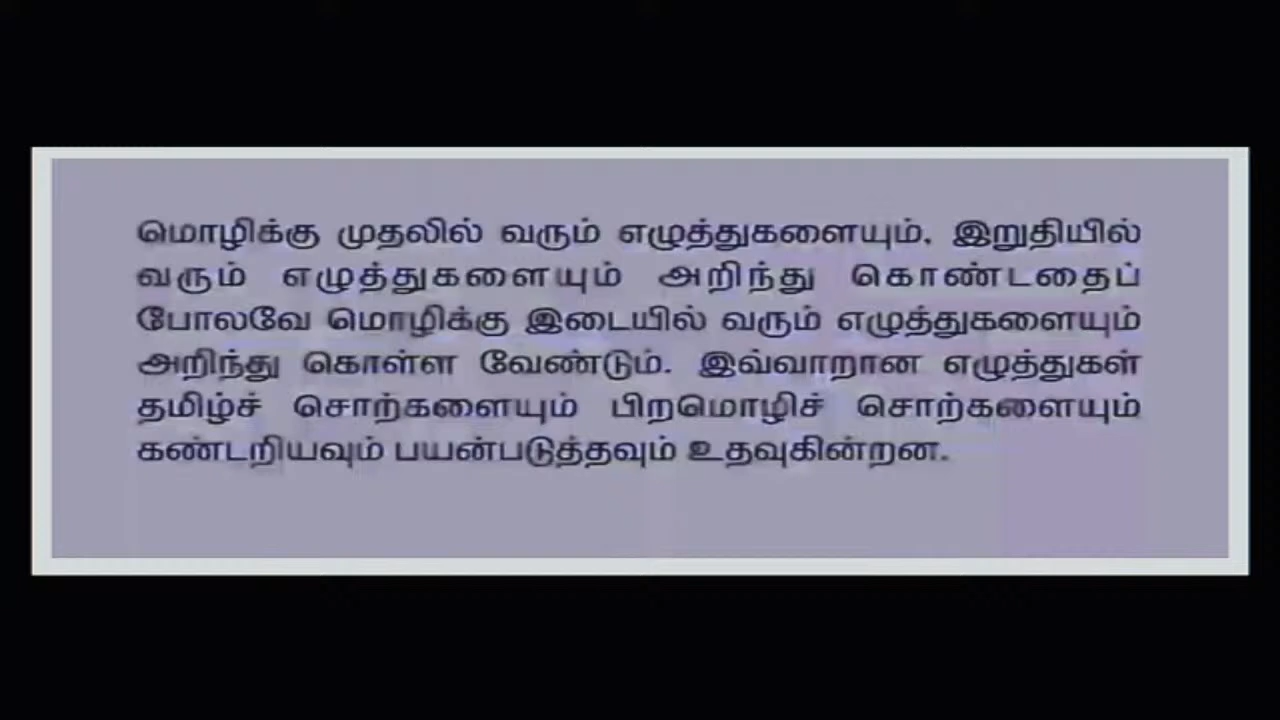 மொழிக்கு முதலில் வரும் எழுத்துகளையும், இறுதியில்
வரும் எழுத்துகளையும் அறிந்து கொண்டதைப்
போலவே மொழிக்கு இடையில் வரும் எழுத்துகளையும்
அறிந்து கொள்ள வேண்டும். இவ்வாறான எழுத்துகள்
தமிழ்ச் சொற்களையும் பிறமொழிச் சொற்களையும்
கண்டறியவும் பயன்படுத்தவும் உதவுகின்றன.